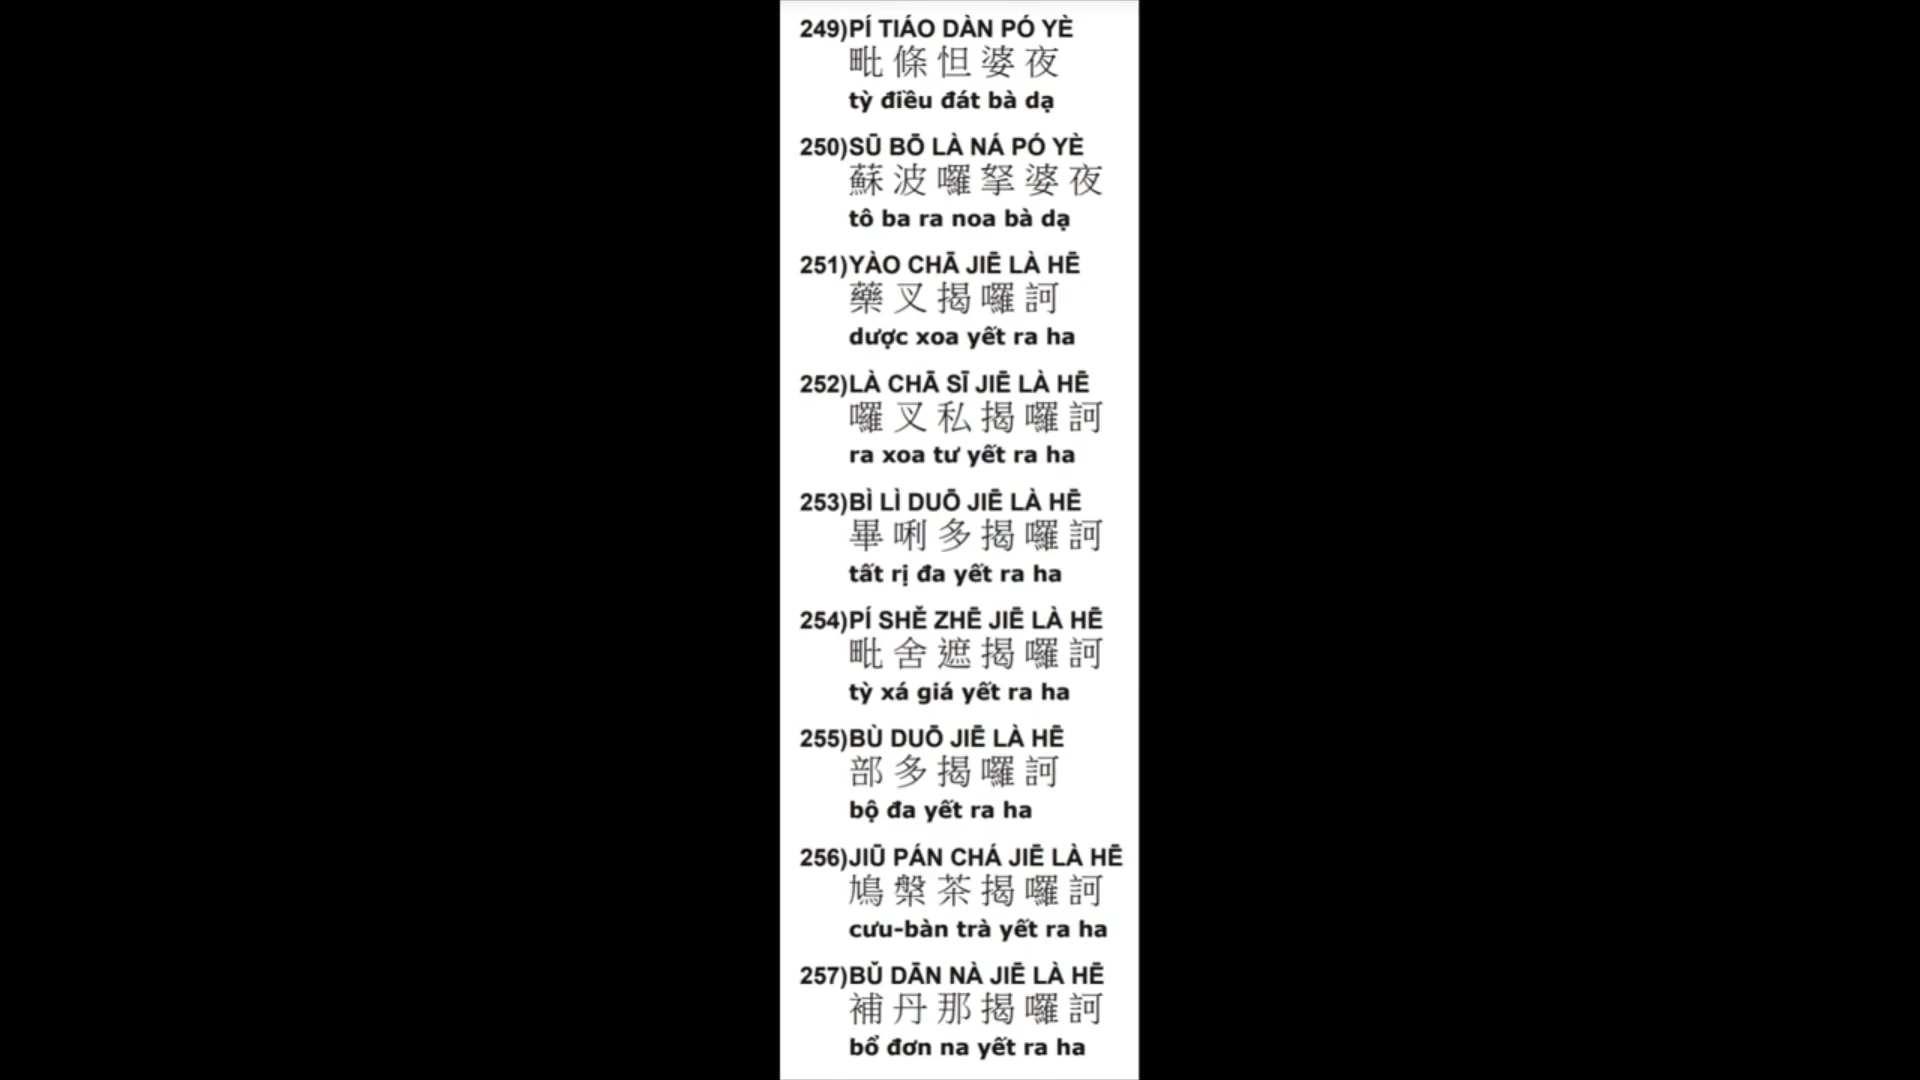 249)PÍ TIÁO DÀN PÓ YÈ
毗條怛婆夜
tỳ điều đát bà dạ
250)SŪ BŌ LÀ NÁ PÓ YÈ
蘇波囉拏婆夜
tô ba ra noa bà dạ
251)YÀO CHĀ JIĒ LÀ HĒ
藥叉揭囉訶
dược xoa yết ra ha
252)LÀ CHĀ SĪ JIĒ LÀ HĒ
囉叉私揭囉訶
ra xoa tư yết ra ha
253)BÌ LÌ DUŌ JIĒ LÀ HĒ
畢唎多揭囉訶
tất rị đa yết ra ha
254)PÍ SHĚ ZHĒ JIĒ LÀ HĒ
毗舍遮揭囉訶
tỳ xá giá yết ra ha
255)BÙ DUŌ JIĒ LÀ HĒ
部多揭囉訶
bộ đa yết ra ha
256)JIŪ PÁN CHÁ JIĒ LÀ HĒ
鳩槃茶揭囉訶
cưu-bàn trà yết ra ha
257)BǓ DĀN NÀ JIĒ LÀ HĒ
補丹那揭囉訶
bổ đơn na yết ra ha